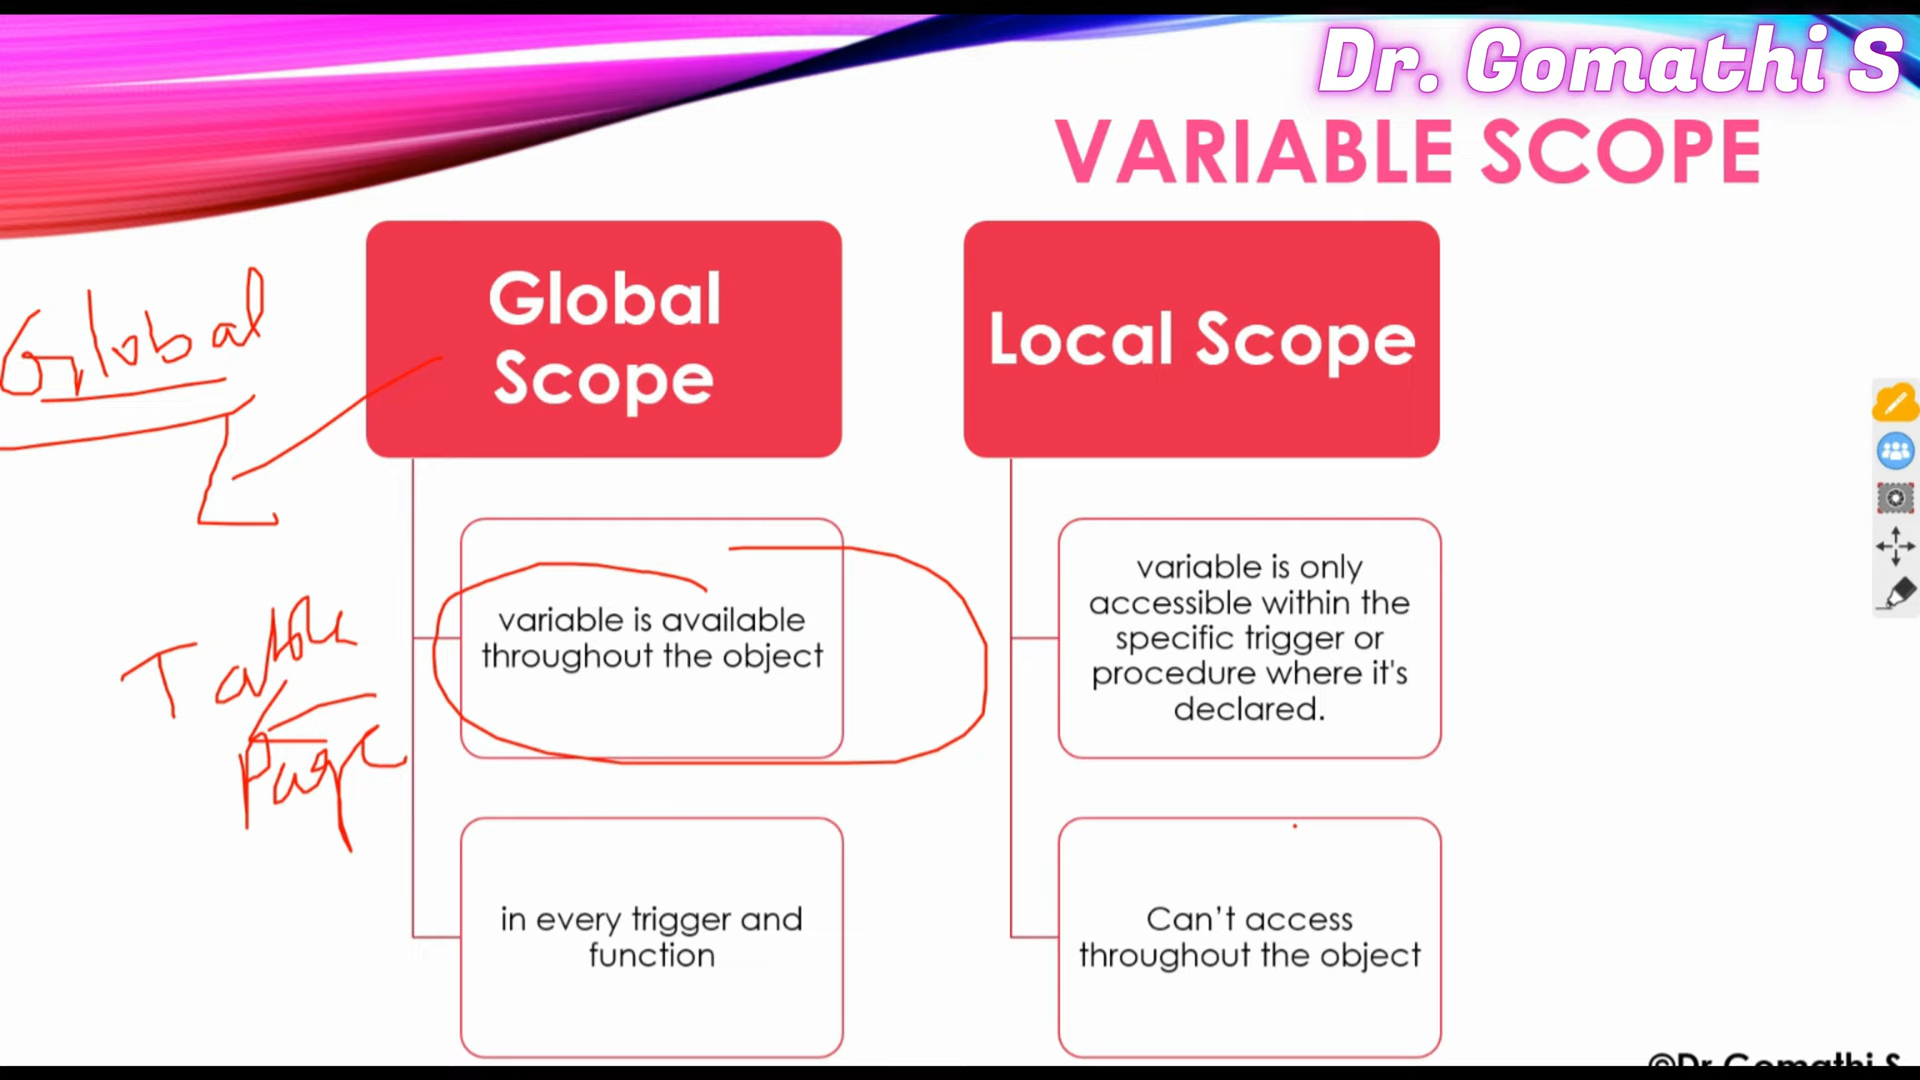 Dr. Gomathi S
VARIABLE SCOPE
Global
Global
Scope
Local Scope
variable is available
throughout the object
variable is only
accessible within the
specific trigger or
procedure where it's
declared.
Table
Page
in every trigger and
function
Can't access
throughout the object
@Dr Gomathi S